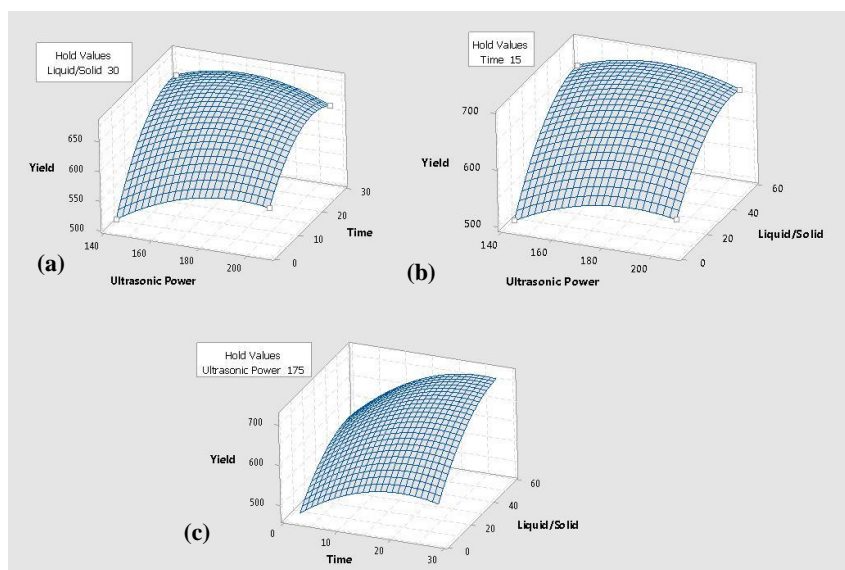 Hold Values
Liquid/Solid 30
650
600
Yield
550
500
140
160
180
200
Ultrasonic Power
0
10
20
30
Time
(a)
Hold Values
Time 15
700
Yield
600
500
140
160
180
200
Ultrasonic Power
0
20
40
60
Liquid/Solid
(b)
Hold Values
Ultrasonic Power 175
700
Yield
600
500
0
10
20
30
Time
0
20
40
60
Liquid/Solid
(c)